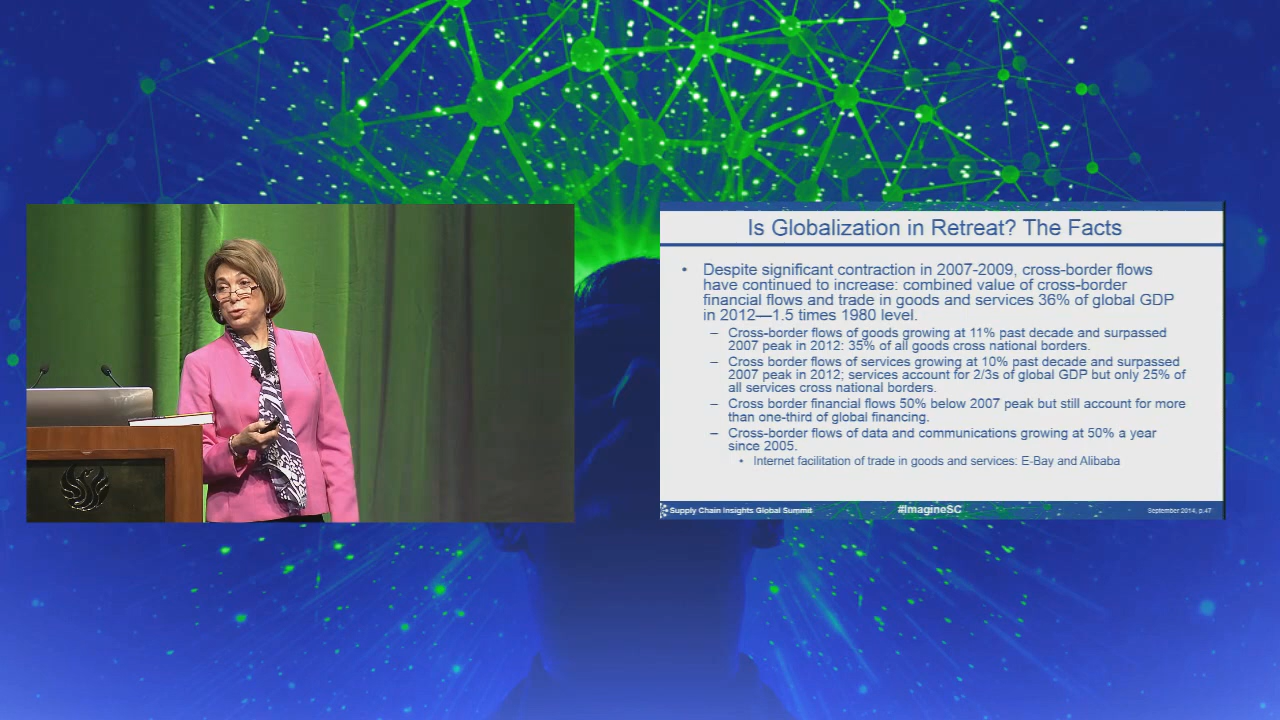 Is Globalization in Retreat? The Facts
• Despite significant contraction in 2007-2009, cross-border flows
have continued to increase: combined value of cross-border
financial flows and trade in goods and services 36% of global GDP
in 2012—1.5 times 1980 level.
– Cross-border flows of goods growing at 11% past decade and surpassed
2007 peak in 2012: 35% of all goods cross national borders.
– Cross border flows of services growing at 10% past decade and surpassed
2007 peak in 2012; services account for 2/3s of global GDP but only 25% of
all services cross national borders.
– Cross border financial flows 50% below 2007 peak but still account for more
than one-third of global financing.
– Cross-border flows of data and communications growing at 50% a year
since 2005.
• Internet facilitation of trade in goods and services: E-Bay and Alibaba
Supply Chain Insights Global Summit #ImagineSC September 2014, p.47